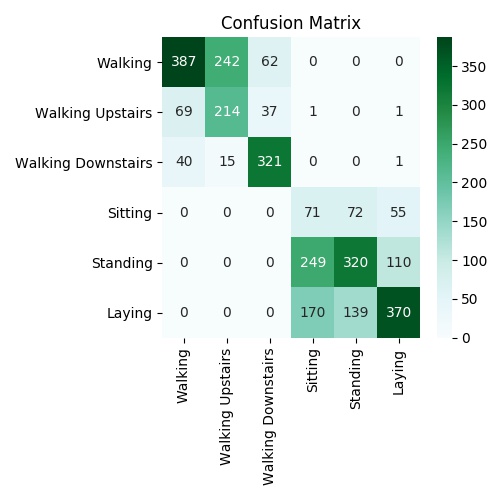 Confusion Matrix
Walking 387 242 62 0 0 0
Walking Upstairs 69 214 37 1 0 1
Walking Downstairs 40 15 321 0 0 1
Sitting 0 0 0 71 72 55
Standing 0 0 0 249 320 110
Laying 0 0 0 170 139 370
Walking
Walking Upstairs
Walking Downstairs
Sitting
Standing
Laying
350
300
250
200
150
100
50
0